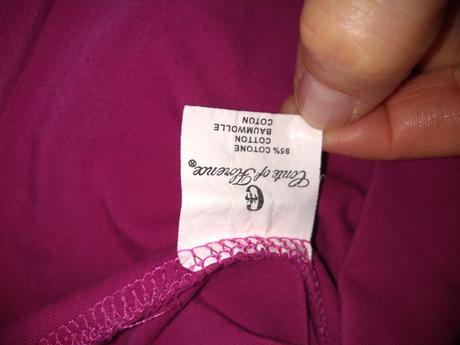 Conte of Florence®
95% COTONE
COTTON
BAUMWOLLE
COTON